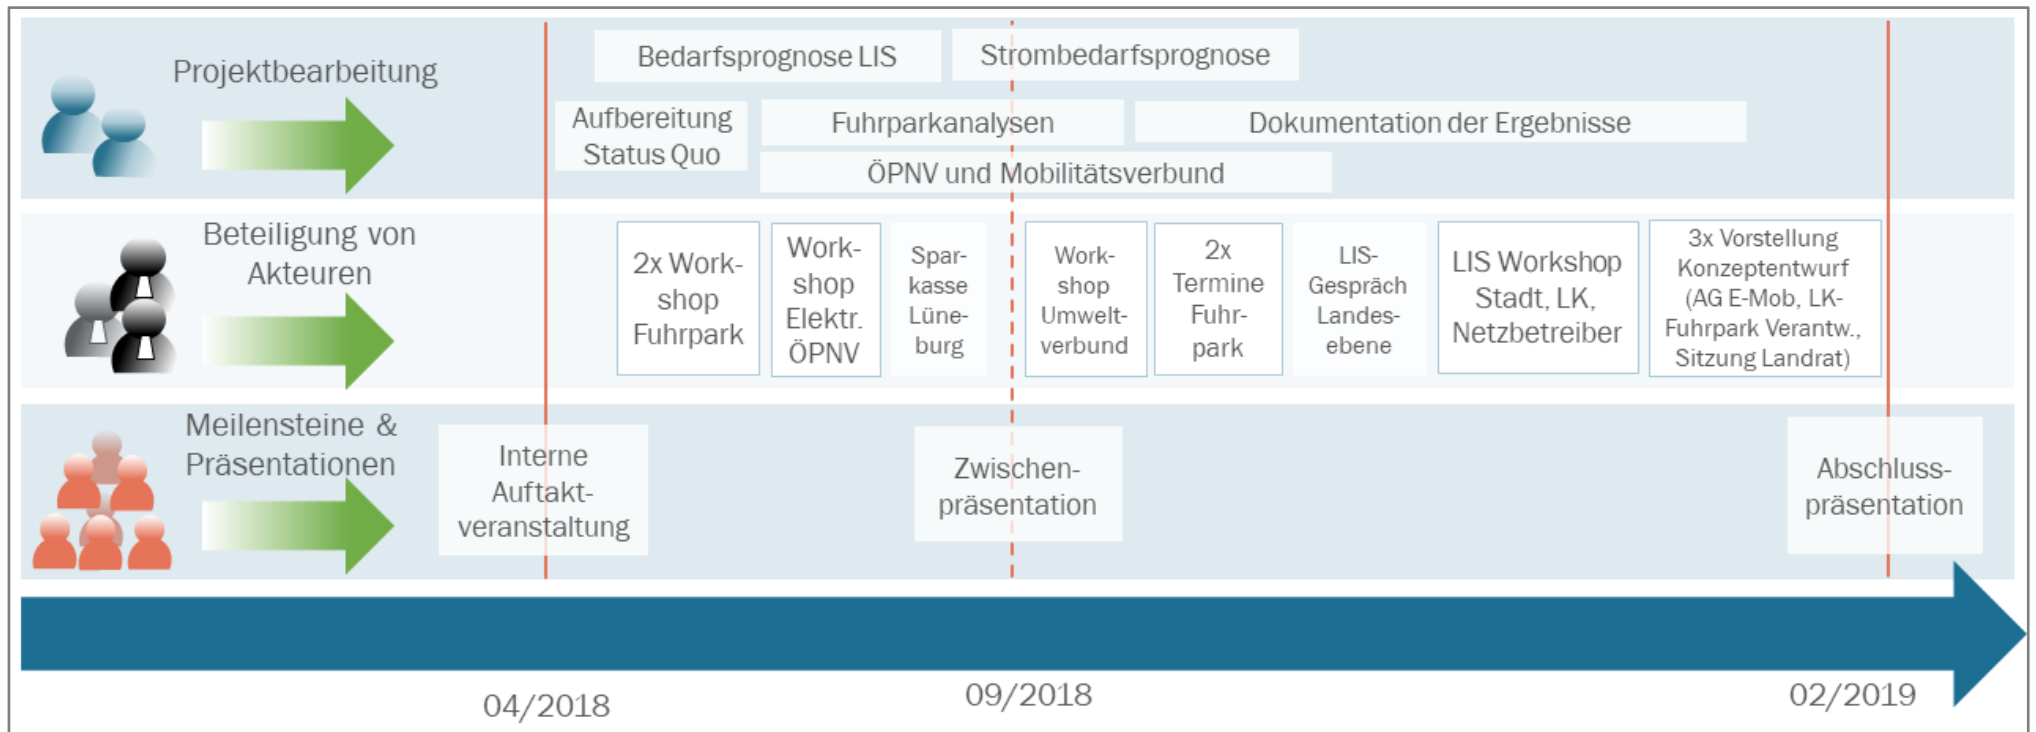 Projektbearbeitung
Bedarfsprognose LIS
Strombedarfsprognose
Aufbereitung
Status Quo
Fuhrparkanalysen
Dokumentation der Ergebnisse
ÖPNV und Mobilitätsverbund
Beteiligung von
Akteuren
2x Work-
shop
Fuhrpark
Work-
shop
Elektr.
ÖPNV
Spar-
kasse
Lüne-
burg
Work-
shop
Umwelt-
verbund
2x
Termine
Fuhr-
park
LIS-
Gespräch
Landes-
ebene
LIS Workshop
Stadt, LK,
Netzbetreiber
3x Vorstellung
Konzeptentwurf
(AG E-Mob, LK-
Fuhrpark Verantw.,
Sitzung Landrat)
Meilensteine &
Präsentationen
Interne
Auftakt-
veranstaltung
Zwischen-
präsentation
Abschluss-
präsentation
04/2018
09/2018
02/2019